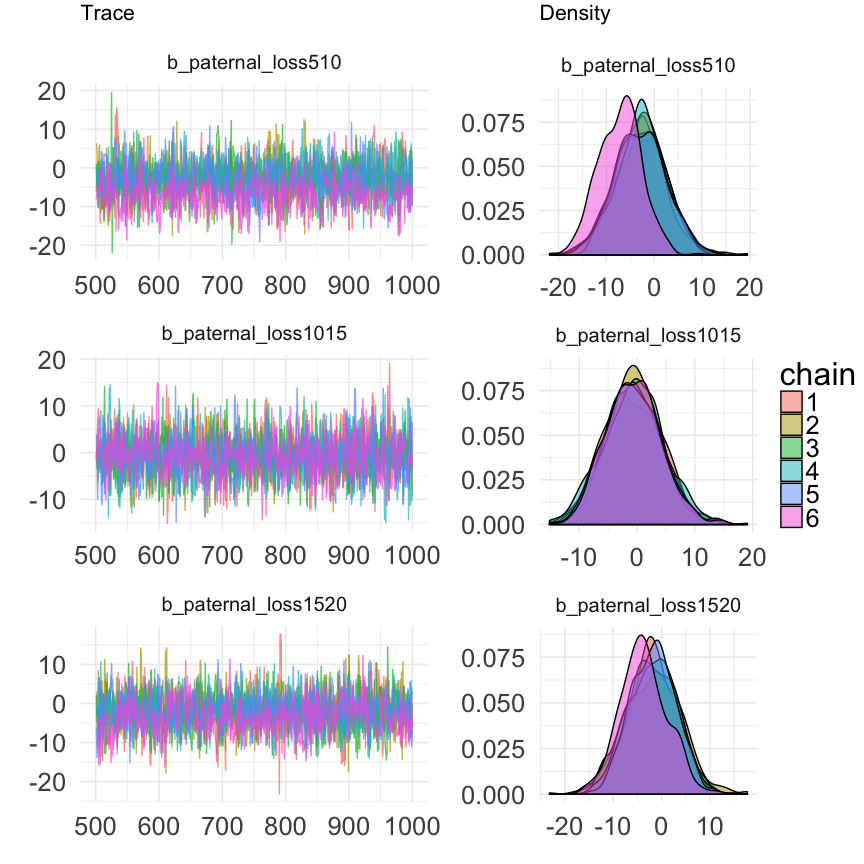 Trace
Density
b_paternal_loss510
20
10
0
-10
-20
500 600 700 800 900 1000
b_paternal_loss510
0.075
0.050
0.025
0.000
-20 -10 0 10 20
b_paternal_loss1015
20
10
0
-10
500 600 700 800 900 1000
b_paternal_loss1015
0.075
0.050
0.025
0.000
-10 0 10 20
b_paternal_loss1520
10
0
-10
-20
500 600 700 800 900 1000
b_paternal_loss1520
0.075
0.050
0.025
0.000
-20 -10 0 10
chain
1
2
3
4
5
6